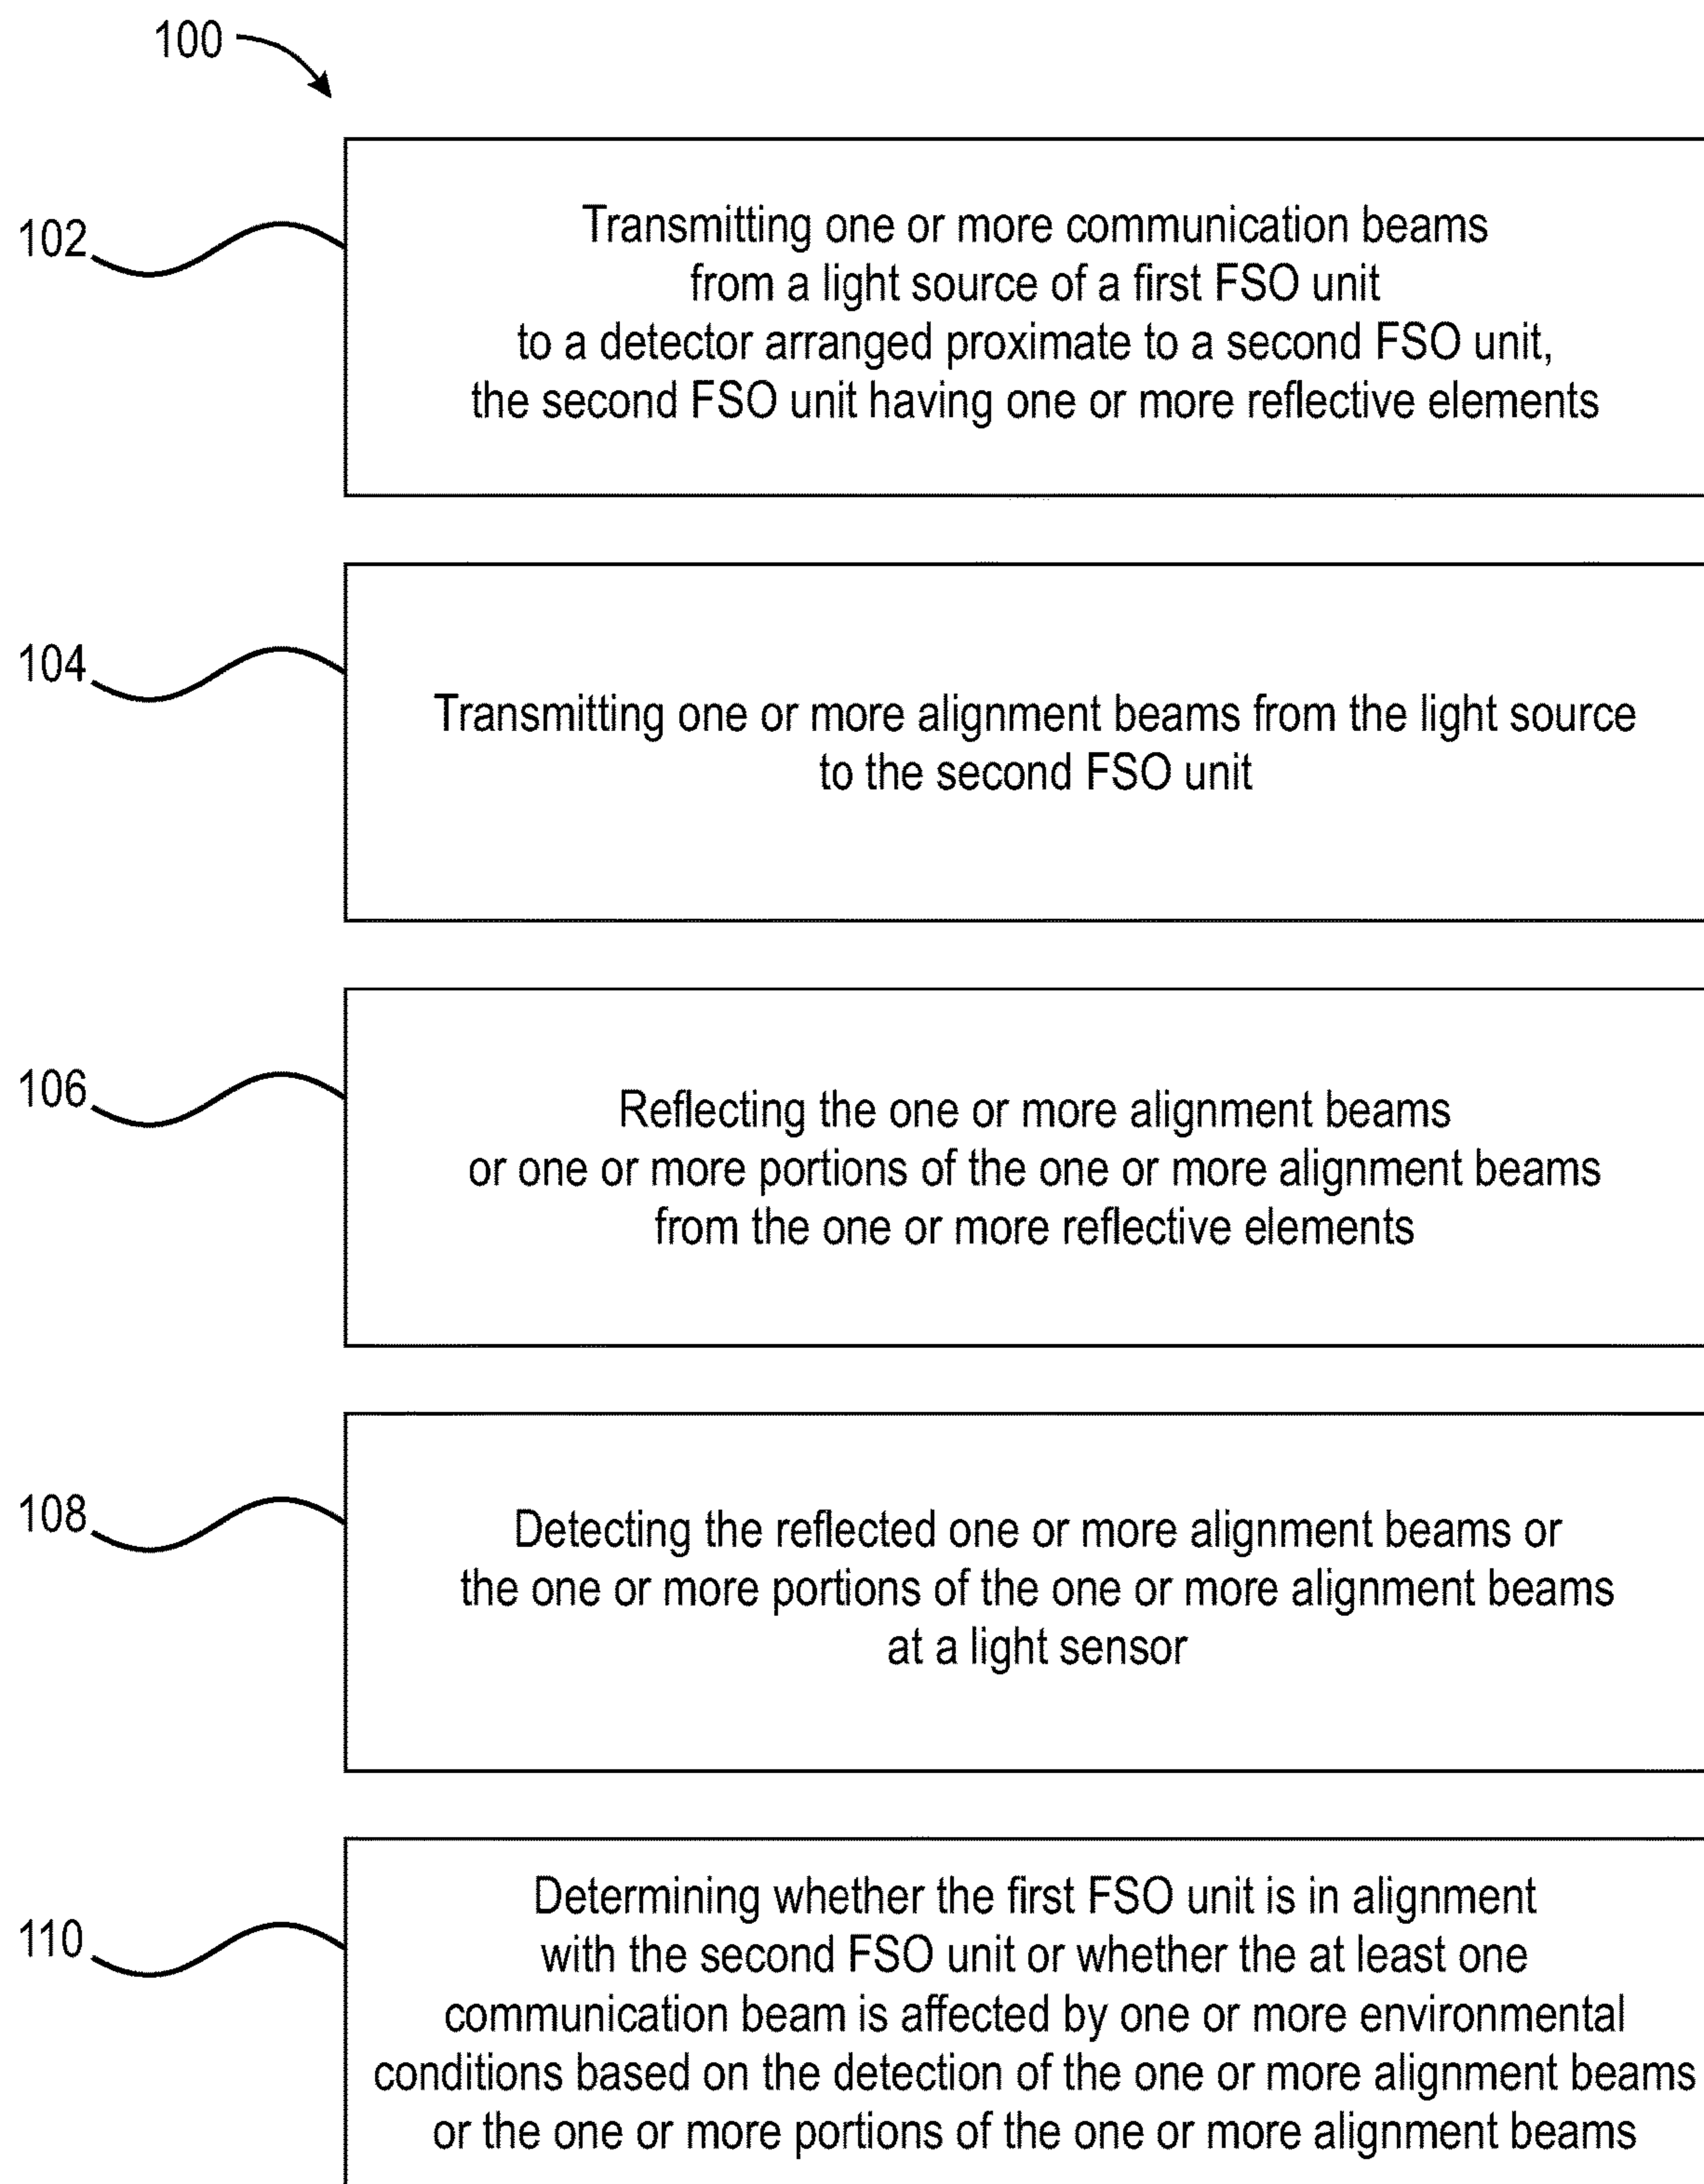 100
102
Transmitting one or more communication beams
from a light source of a first FSO unit
to a detector arranged proximate to a second FSO unit,
the second FSO unit having one or more reflective elements
104
Transmitting one or more alignment beams from the light source
to the second FSO unit
106
Reflecting the one or more alignment beams
or one or more portions of the one or more alignment beams
from the one or more reflective elements
108
Detecting the reflected one or more alignment beams or
the one or more portions of the one or more alignment beams
at a light sensor
110
Determining whether the first FSO unit is in alignment
with the second FSO unit or whether the at least one
communication beam is affected by one or more environmental
conditions based on the detection of the one or more alignment beams
or the one or more portions of the one or more alignment beams